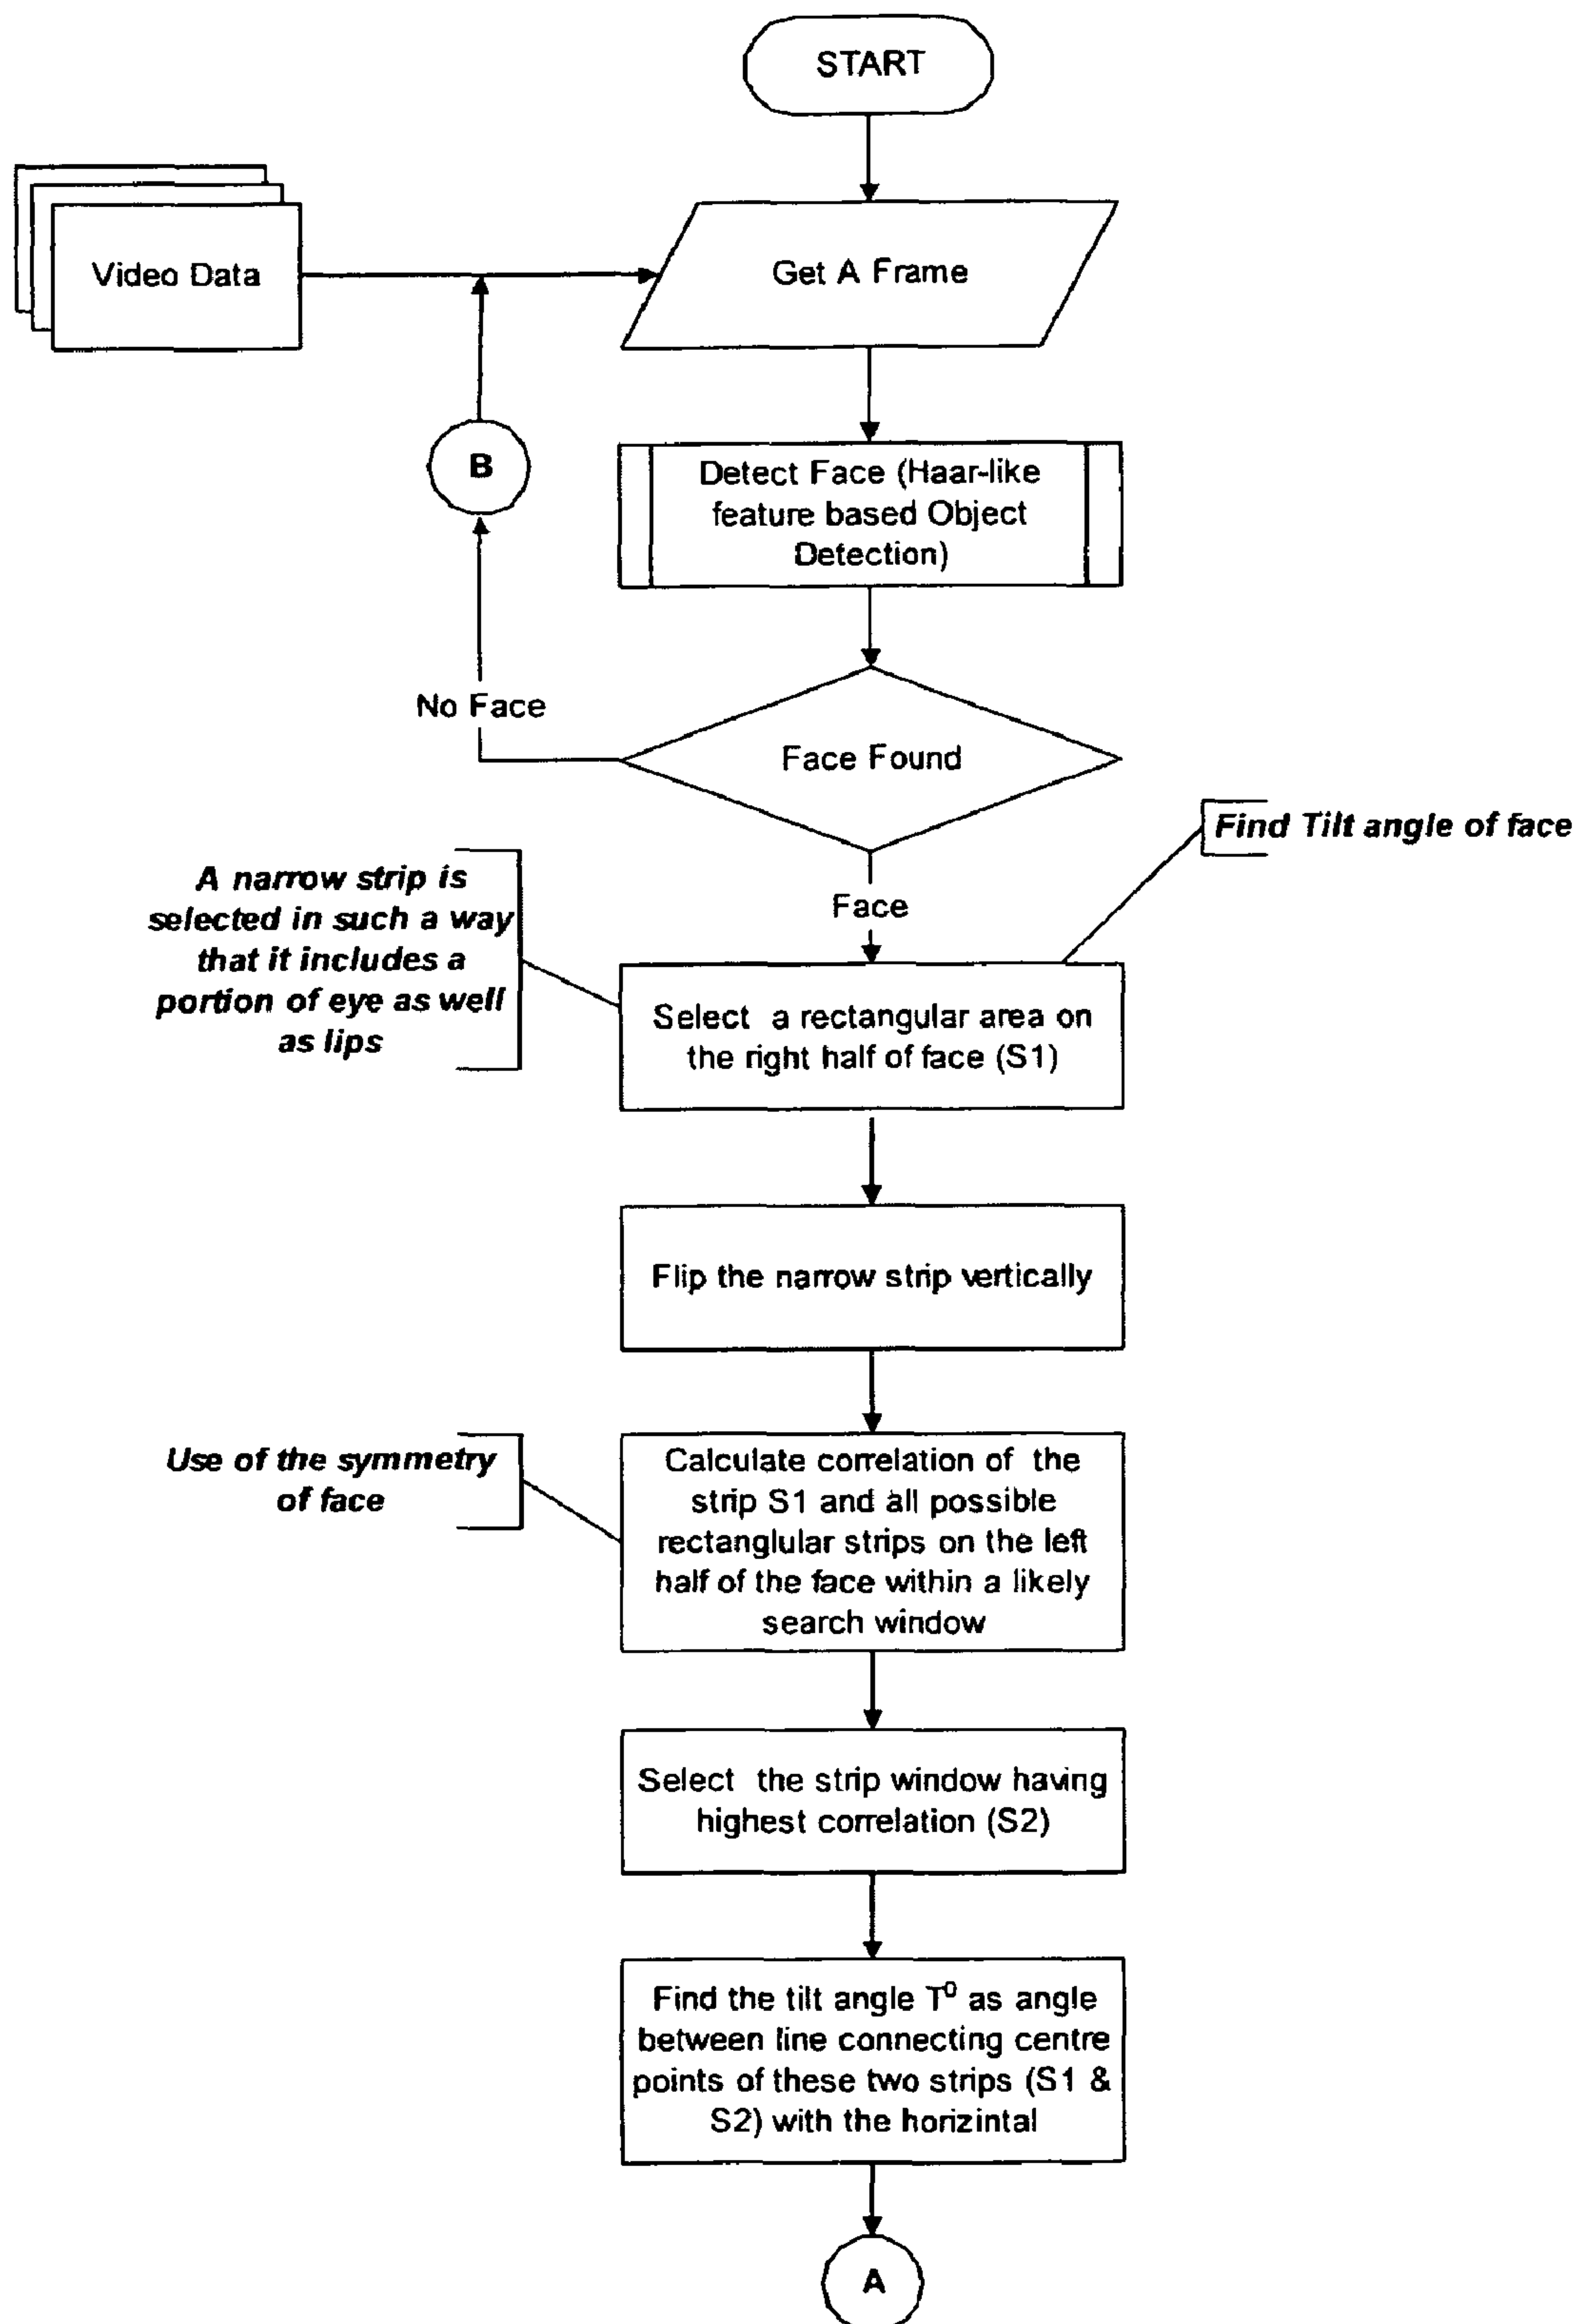 START
Video Data
Get A Frame
B
Detect Face (Haar-like
feature based Object
Detection)
No Face
Face Found
Find Tilt angle of face
A narrow strip is
selected in such a way
that it includes a
portion of eye as well
as lips
Face
Select a rectangular area on
the right half of face (S1)
Flip the narrow strip vertically
Use of the symmetry
of face
Calculate correlation of the
strip S1 and all possible
rectanglular strips on the left
half of the face within a likely
search window
Select the strip window having
highest correlation (S2)
Find the tilt angle T⁰ as angle
between line connecting centre
points of these two strips (S1 &
S2) with the horizintal
A